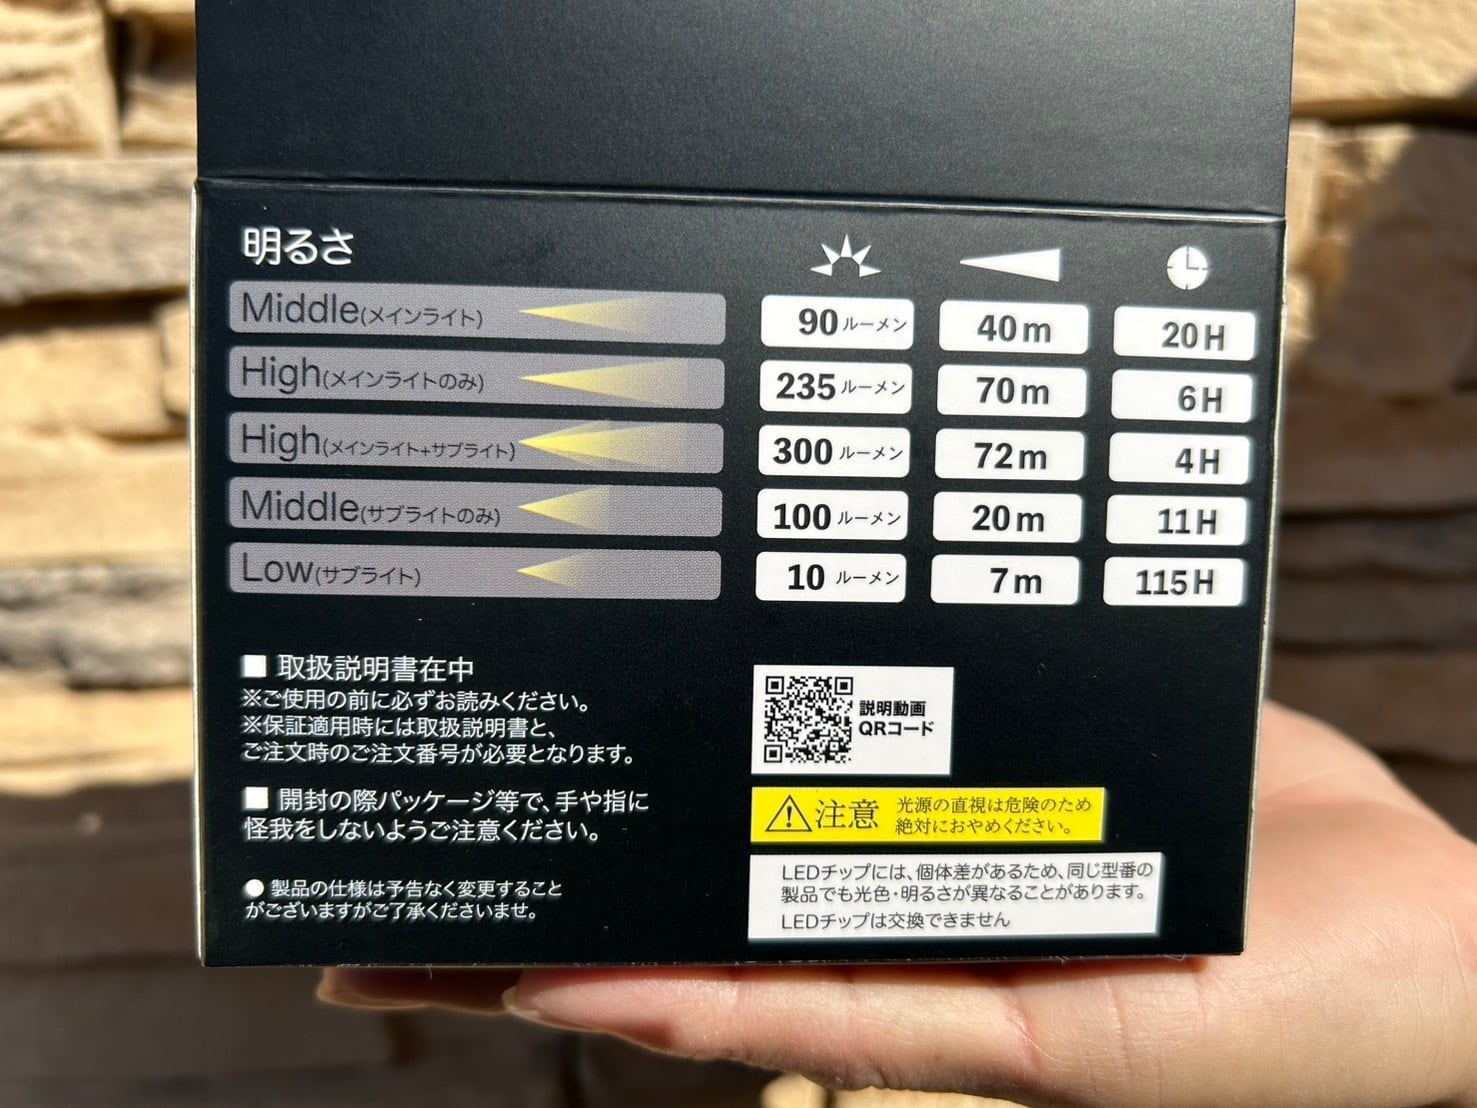 明るさ
Middle(メインライト) 90ルーメン 40m 20H
High(メインライトのみ) 235ルーメン 70m 6H
High(メインライト+サブライト) 300ルーメン 72m 4H
Middle(サブライトのみ) 100ルーメン 20m 11H
Low(サブライト) 10ルーメン 7m 115H
■ 取扱説明書在中
※ご使用の前に必ずお読みください。
※保証適用時には取扱説明書と、
ご注文時のご注文番号が必要となります。
■ 開封の際パッケージ等で、手や指に
怪我をしないようご注意ください。
● 製品の仕様は予告なく変更すること
がございますがご了承くださいませ。
説明動画
QRコード
注意 光源の直視は危険のため
絶対におやめください。
LEDチップには、個体差があるため、同じ型番の
製品でも光色・明るさが異なることがあります。
LEDチップは交換できません